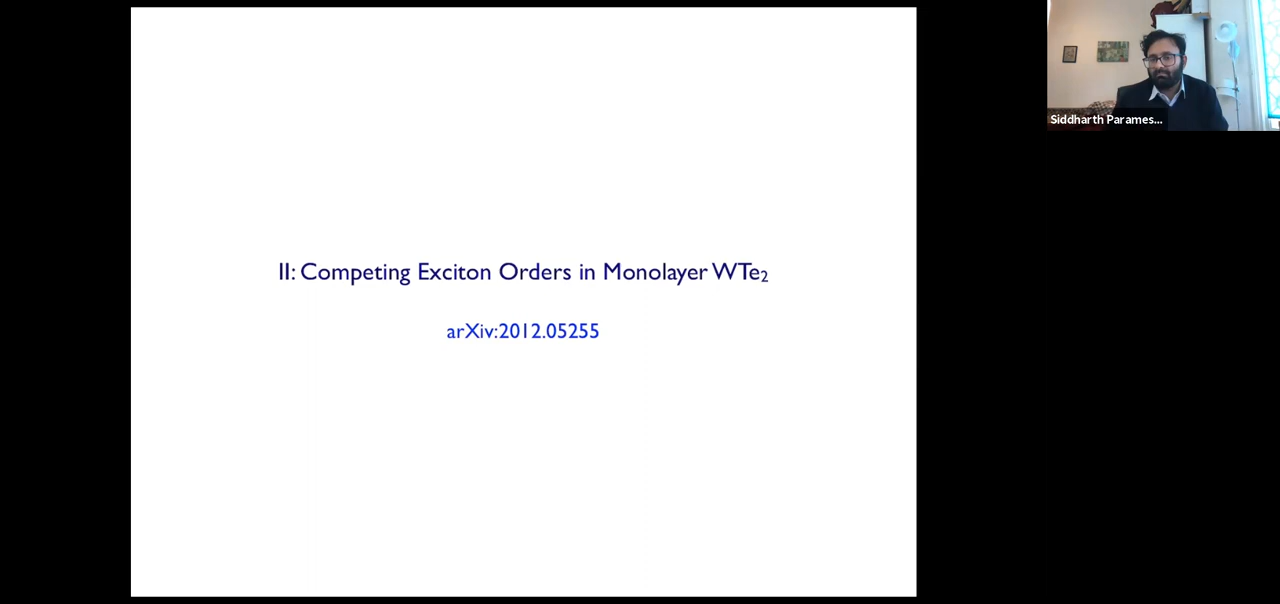 II: Competing Exciton Orders in Monolayer WTe₂
arXiv:2012.05255
Siddharth Parames...